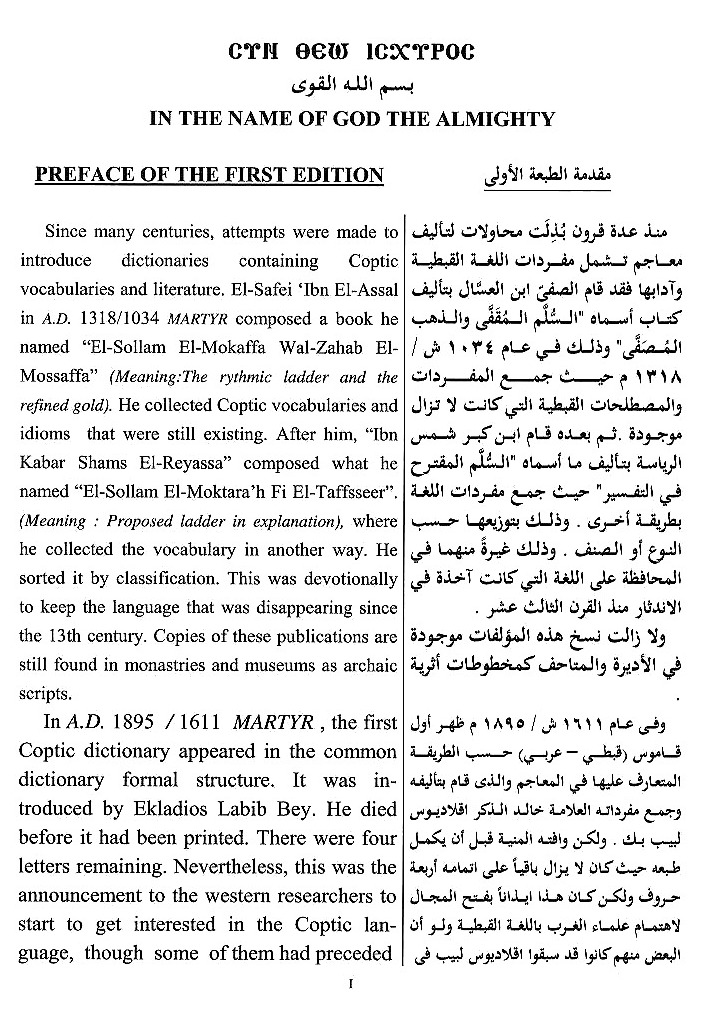 ⲤⲨⲚ ⲐⲈⲰ ⲒⲤⲬⲨⲢⲟⲤ
بسم الله القوى
IN THE NAME OF GOD THE ALMIGHTY
PREFACE OF THE FIRST EDITION
Since many centuries, attempts were made to
introduce dictionaries containing Coptic
vocabularies and literature. El-Safei ‘Ibn El-Assal
in A.D. 1318/1034 MARTYR composed a book he
named “El-Sollam El-Mokaffa Wal-Zahab El-
Mossaffa” (Meaning:The rythmic ladder and the
refined gold). He collected Coptic vocabularies and
idioms that were still existing. After him, “Ibn
Kabar Shams El-Reyassa” composed what he
named “El-Sollam El-Moktara’h Fi El-Taffsseer”.
(Meaning : Proposed ladder in explanation), where
he collected the vocabulary in another way. He
sorted it by classification. This was devotionally
to keep the language that was disappearing since
the 13th century. Copies of these publications are
still found in monastries and museums as archaic
scripts.
In A.D. 1895 / 1611 MARTYR , the first
Coptic dictionary appeared in the common
dictionary formal structure. It was in-
troduced by Ekladios Labib Bey. He died
before it had been printed. There were four
letters remaining. Nevertheless, this was the
announcement to the western researchers to
start to get interested in the Coptic lan-
guage, though some of them had preceded
مقدمة الطبعة الأولى
منذ عدة قرون بُذِلَت محاولات لتأليف
معاجم تشمل مفردات اللغة القبطية
وآدابها فقد قام الصفىّ ابن العسَّال بتأليف
كتاب أسماه "السُلَّم المُقَفَّى والذهب
المُصَفَّى" وذلك في عام ١٠٣٤ ش /
١٣١٨ م حيث جمع المفردات
والمصطلحات القبطية التي كانت لا تزال
موجودة .ثم بعده قام ابن كبر شمس
الرياسة بتأليف ما أسماه "السُلَّم المقترح
في التفسير" حيث جمع مفردات اللغة
بطريقة أخرى . وذلك بتوزيعها حسب
النوع أو الصنف . وذلك غيرةً منهما في
المحافظة على اللغة التي كانت آخذة في
الاندثار منذ القرن الثالث عشر .
ولا زالت نسخ هذه المؤلفات موجودة
في الأديرة والمتاحف كمخطوطات أثرية
.
وفى عام ١٦١١ ش / ١٨٩٥ م ظهر أول
قاموس (قبطي – عربي) حسب الطريقة
المتعارف عليها في المعاجم والذى قام بتأليفه
وجمع مفرداته العلامة خالد الذكر اقلاديوس
لبيب بك . ولكن وافته المنية قبل أن يكمل
طبعه حيث كان لا يزال باقياً على اتمامه أربعة
حروف ولكن كان هذا ايذاناً بفتح المجال
لاهتمام علماء الغرب باللغة القبطية ولو أن
البعض منهم كانوا قد سبقوا اقلاديوس لبيب فى
I